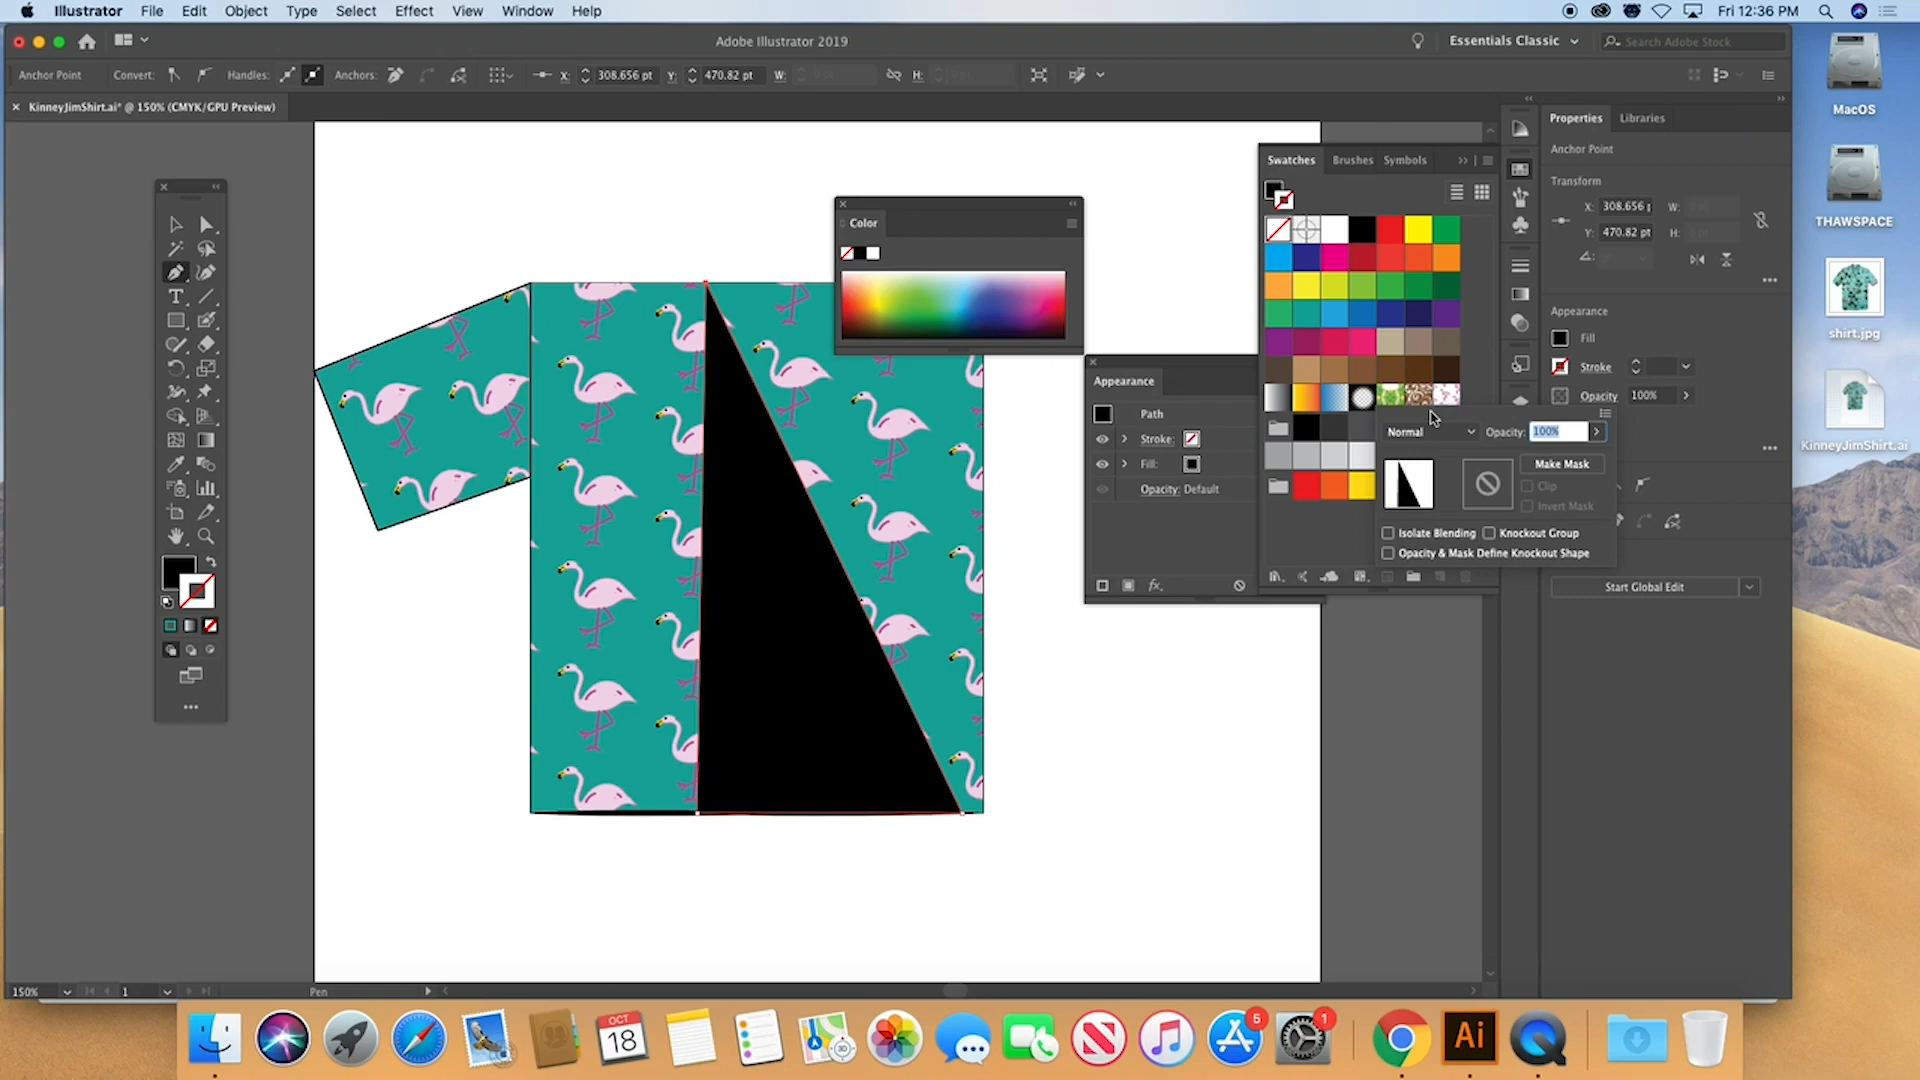 Illustrator File Edit Object Type Select Effect View Window Help
Fri 12:36 PM
Adobe Illustrator 2019
Essentials Classic
Search Adobe Stock
Anchor Point Convert: Handles: Anchors: X: 308.656 pt Y: 470.82 pt W: H:
KinneyJimShirt.ai* @ 150% (CMYK/GPU Preview)
Color
Swatches Brushes Symbols
Appearance
Path
Stroke:
Fill:
Opacity: Default
fx.
Normal Opacity: 100%
Make Mask
Clip
Invert Mask
Isolate Blending Knockout Group
Opacity & Mask Define Knockout Shape
Properties Libraries
Anchor Point
Transform
X: 308.656 p W:
Y: 470.82 pt H:
Appearance
Fill
Stroke
Opacity 100%
Start Global Edit
MacOS
THAWSPACE
shirt.jpg
KinneyJimShirt.ai
150% 1 Pen
OCT
18
5
1
Ai